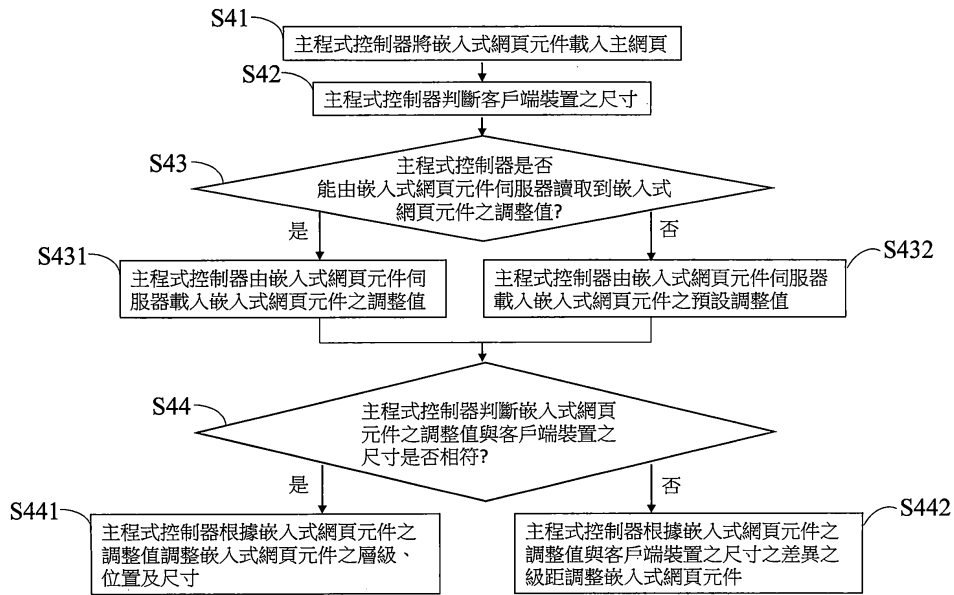 S41
主程式控制器將嵌入式網頁元件載入主網頁
S42
主程式控制器判斷客戶端裝置之尺寸
S43
主程式控制器是否
能由嵌入式網頁元件伺服器讀取到嵌入式
網頁元件之調整值?
是
否
S431
主程式控制器由嵌入式網頁元件伺
服器載入嵌入式網頁元件之調整值
S432
主程式控制器由嵌入式網頁元件伺服器
載入嵌入式網頁元件之預設調整值
S44
主程式控制器判斷嵌入式網頁
元件之調整值與客戶端裝置之
尺寸是否相符?
是
否
S441
主程式控制器根據嵌入式網頁元件之
調整值調整嵌入式網頁元件之層級、
位置及尺寸
S442
主程式控制器根據嵌入式網頁元件之
調整值與客戶端裝置之尺寸之差異之
級距調整嵌入式網頁元件